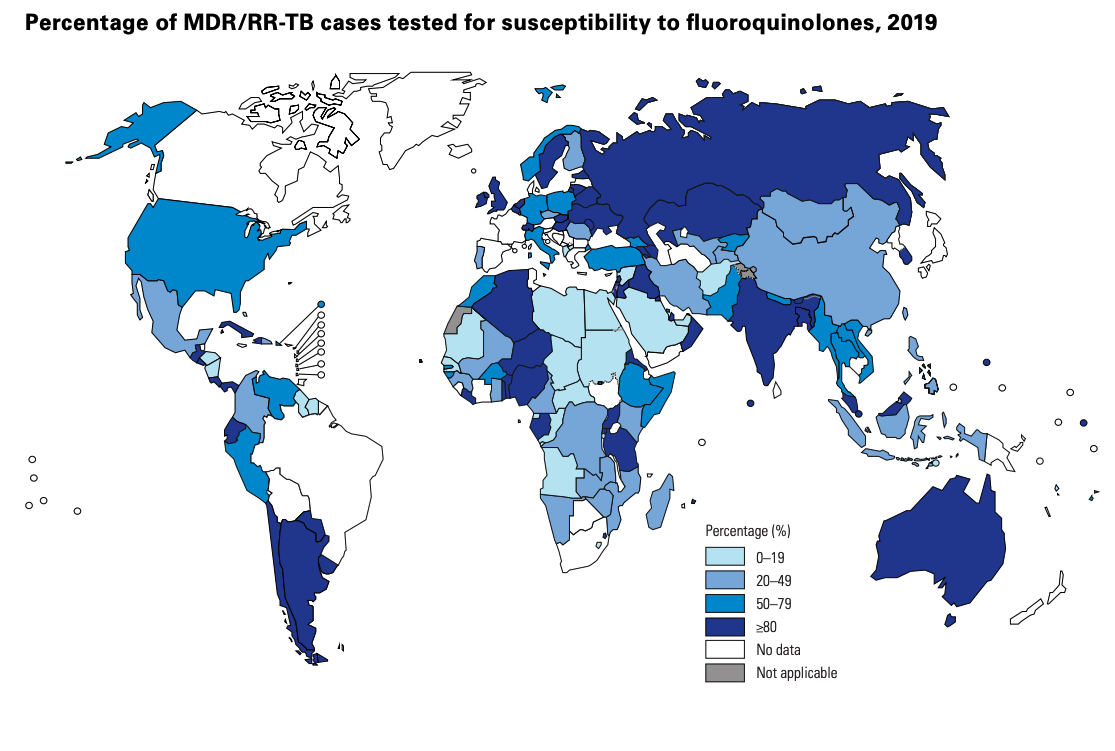 Percentage of MDR/RR-TB cases tested for susceptibility to fluoroquinolones, 2019
Percentage (%)
0–19
20–49
50–79
≥80
No data
Not applicable